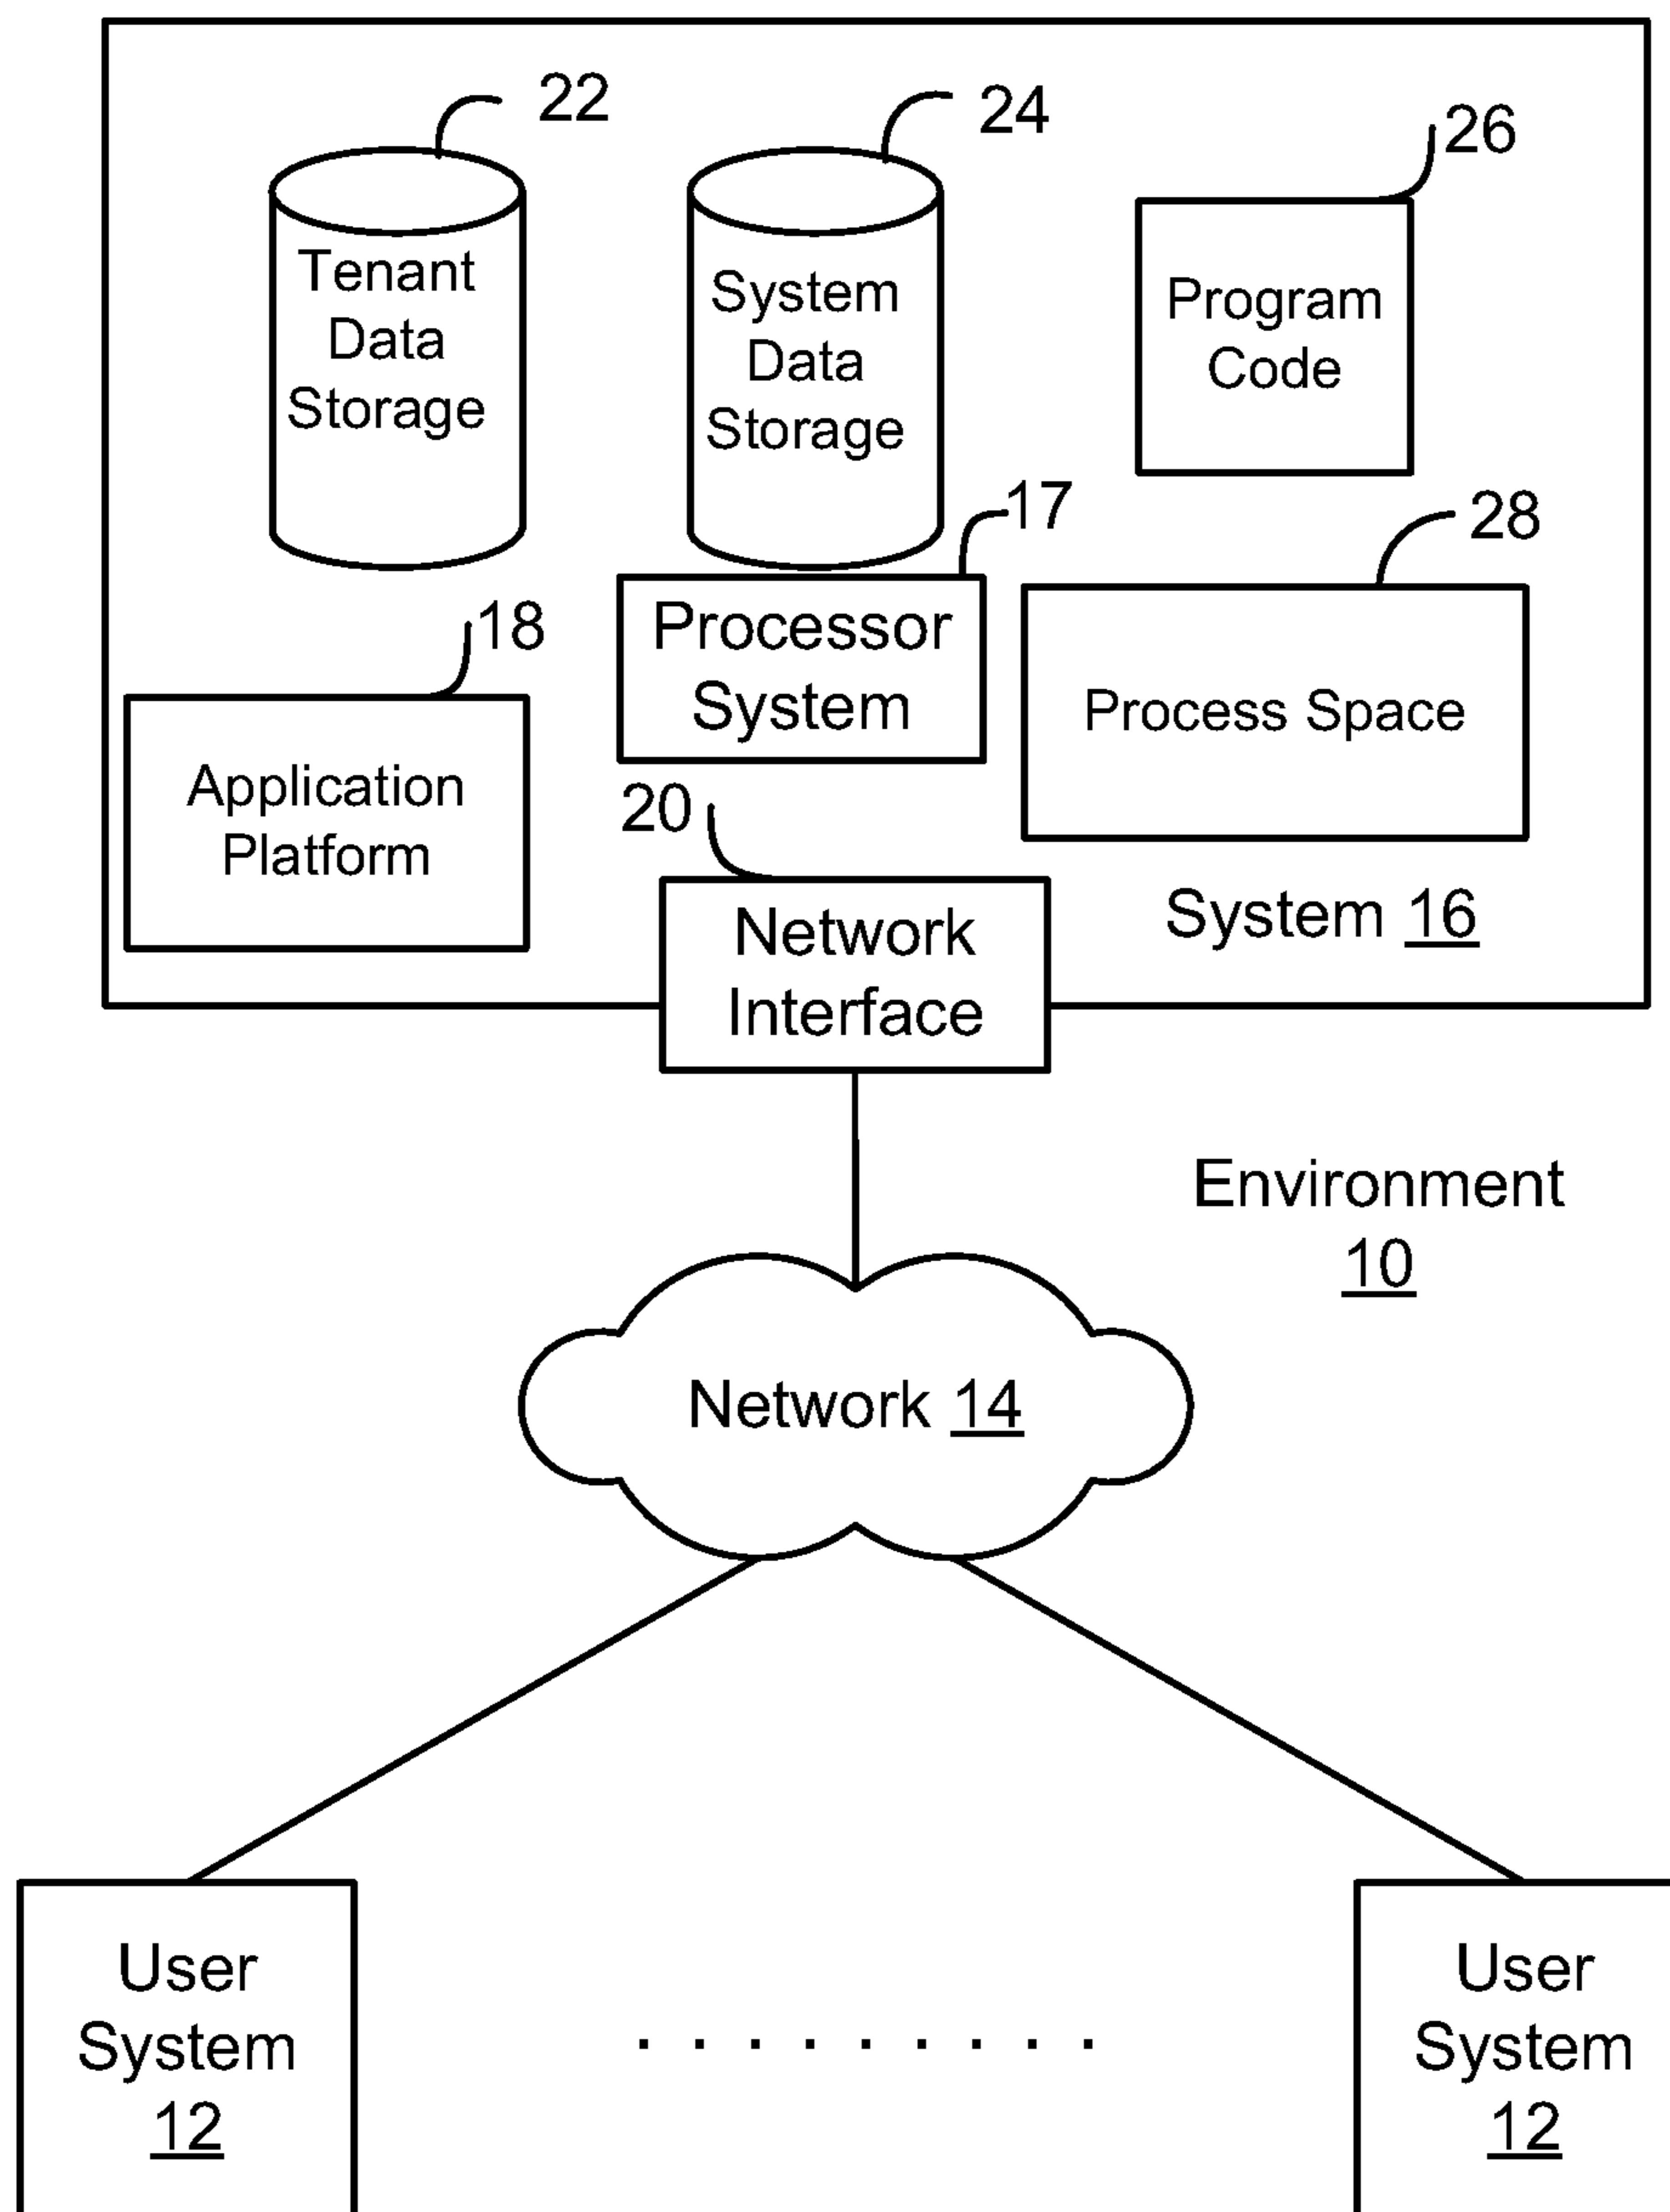 22
24
26
Tenant
Data
Storage
System
Data
Storage
Program
Code
17
28
18
Processor
System
Process Space
Application
Platform
20
Network
Interface
System 16
Environment
10
Network 14
User
System
12
. . . . . . . . .
User
System
12